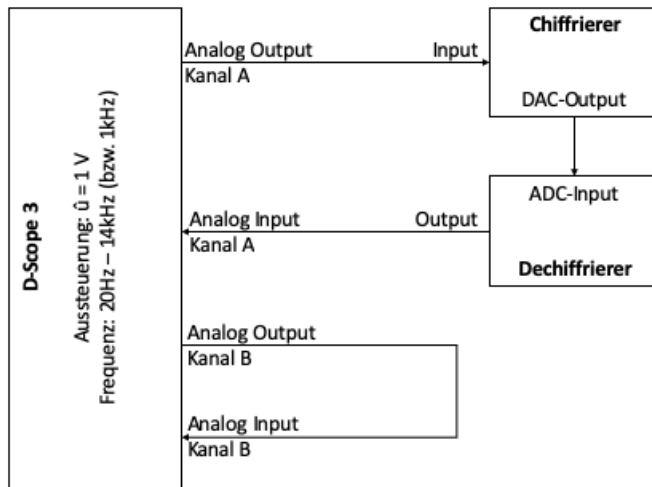 D-Scope 3
Aussteuerung: û = 1 V
Frequenz: 20Hz – 14kHz (bzw. 1kHz)
Analog Output
Kanal A
Input
Chiffrierer
DAC-Output
ADC-Input
Dechiffrierer
Analog Input
Kanal A
Output
Analog Output
Kanal B
Analog Input
Kanal B